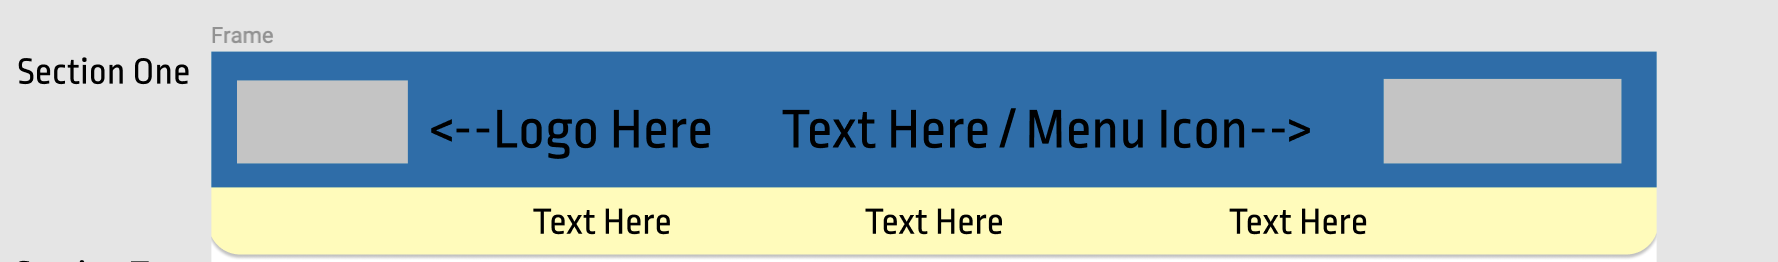 Frame
Section One
<--Logo Here
Text Here / Menu Icon-->
Text Here
Text Here
Text Here